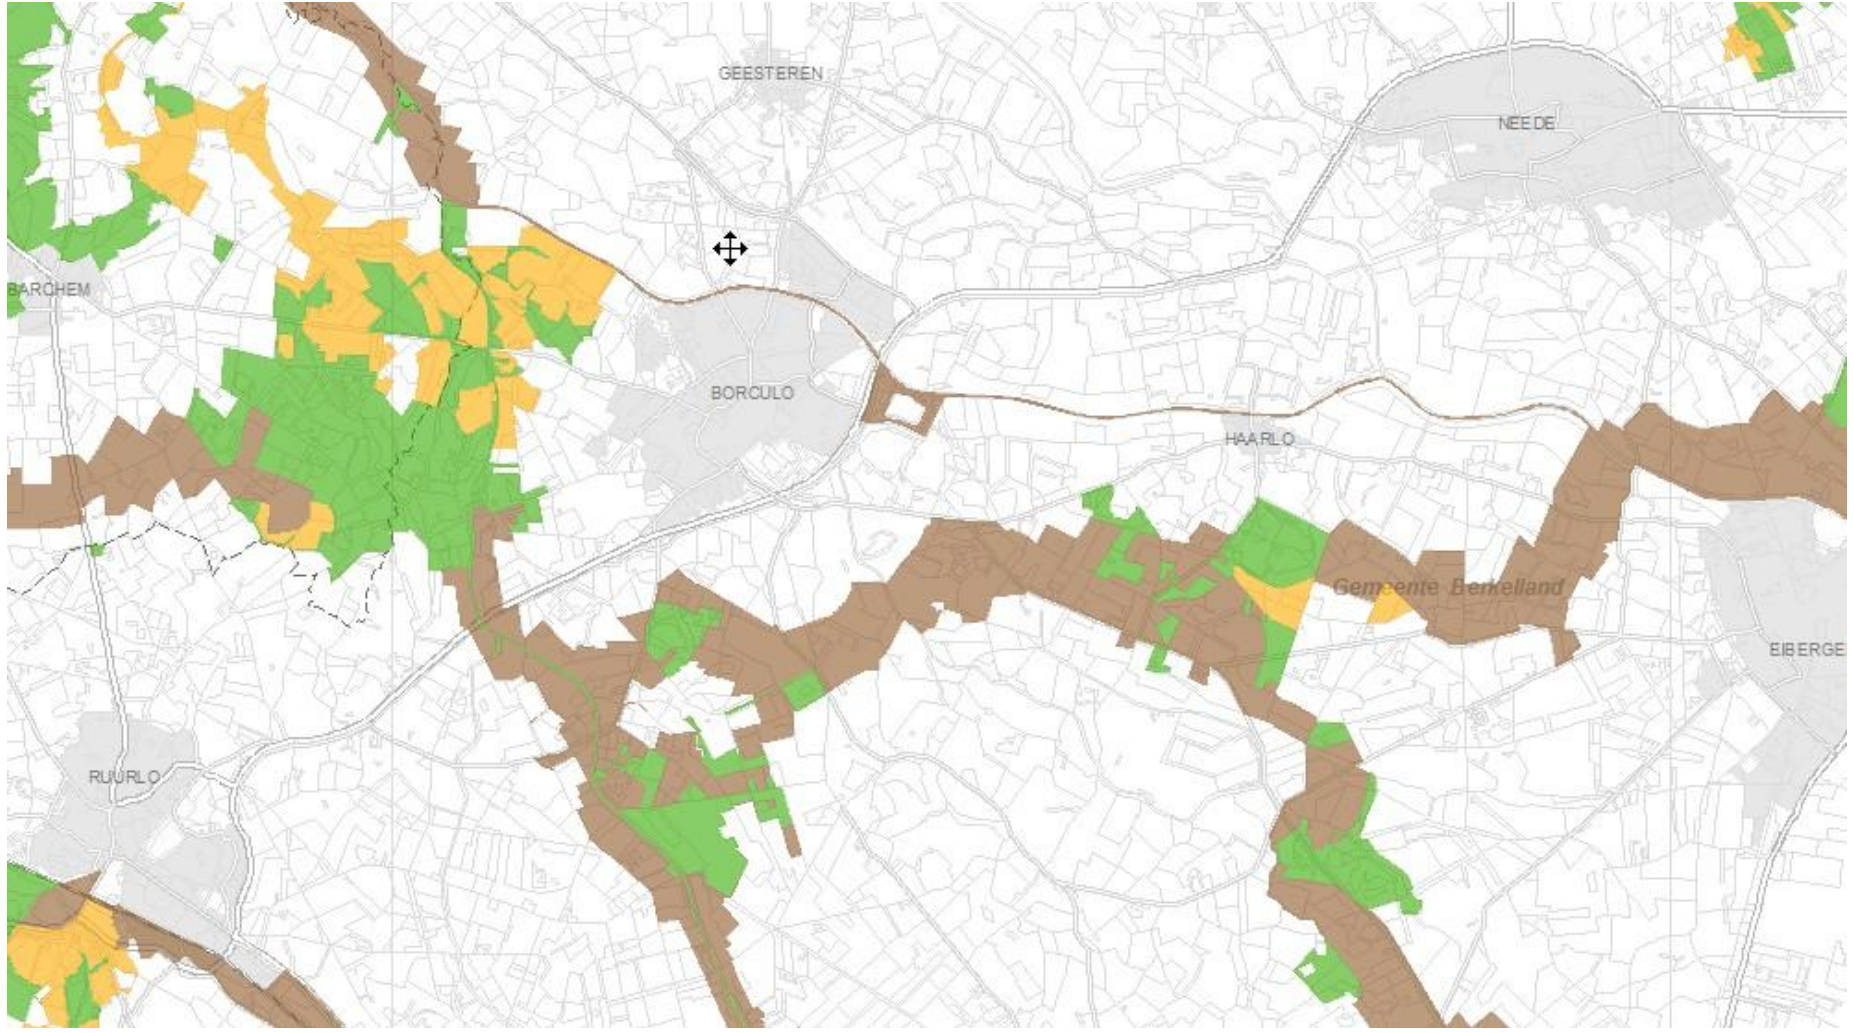 GEESTEREN
NEEDE
BARCHEM
BORCULO
HAARLO
Gemeente Berkelland
EIBERGE
RUURLO